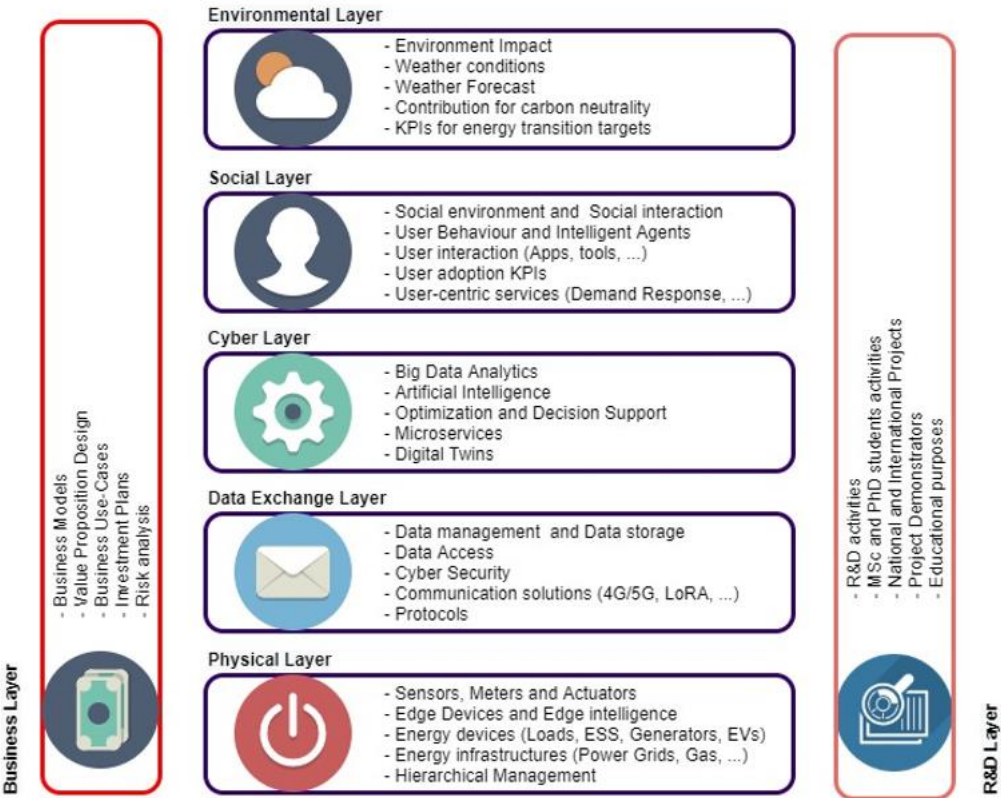 Environmental Layer
- Environment Impact
- Weather conditions
- Weather Forecast
- Contribution for carbon neutrality
- KPIs for energy transition targets
Social Layer
- Social environment and Social interaction
- User Behaviour and Intelligent Agents
- User interaction (Apps, tools, ...)
- User adoption KPIs
- User-centric services (Demand Response, ...)
Cyber Layer
- Big Data Analytics
- Artificial Intelligence
- Optimization and Decision Support
- Microservices
- Digital Twins
Data Exchange Layer
- Data management and Data storage
- Data Access
- Cyber Security
- Communication solutions (4G/5G, LoRA, ...)
- Protocols
Physical Layer
- Sensors, Meters and Actuators
- Edge Devices and Edge intelligence
- Energy devices (Loads, ESS, Generators, EVs)
- Energy infrastructures (Power Grids, Gas, ...)
- Hierarchical Management
Business Layer
- Business Models
- Value Proposition Design
- Business Use-Cases
- Investment Plans
- Risk analysis
- R&D activities
- MSc and PhD students activities
- National and International Projects
- Project Demonstrators
- Educational purposes
R&D Layer